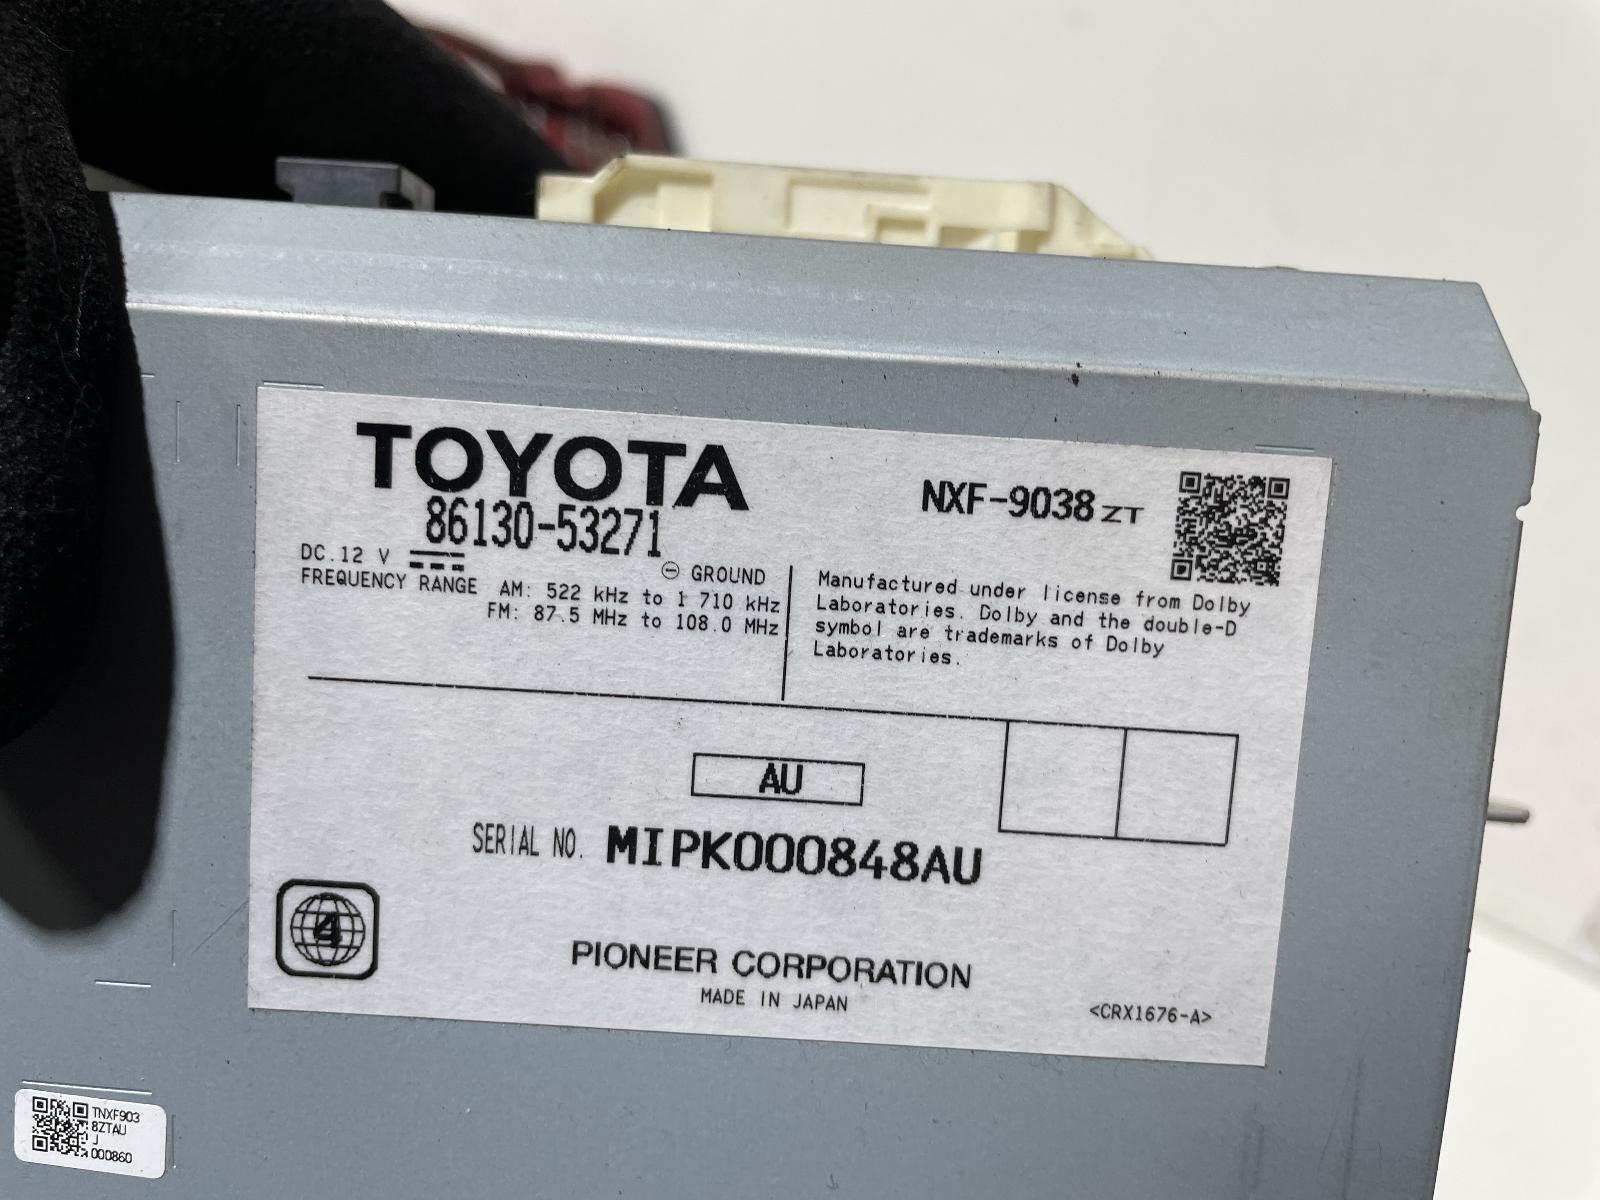 TOYOTA
86130-53271
NXF-9038 ZT
DC.12 V
⊖ GROUND
FREQUENCY RANGE AM: 522 kHz to 1 710 kHz
FM: 87.5 MHz to 108.0 MHz
Manufactured under license from Dolby
Laboratories. Dolby and the double-D
symbol are trademarks of Dolby
Laboratories.
AU
SERIAL NO. MIPK000848AU
4
PIONEER CORPORATION
MADE IN JAPAN
<CRX1676-A>
TNXF903
8ZTAU
J
000860